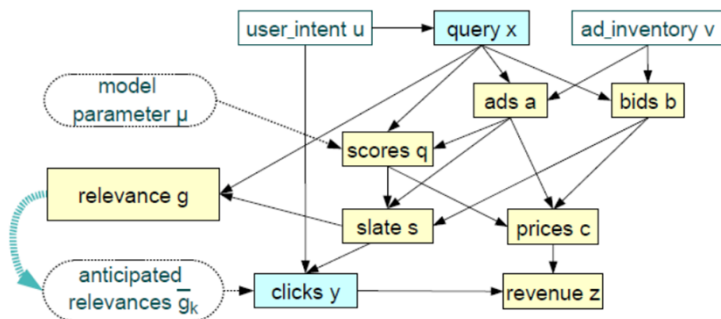 user_intent u
query x
ad_inventory v
model
parameter μ
ads a
bids b
scores q
relevance g
slate s
prices c
anticipated
relevances g̅k
clicks y
revenue z